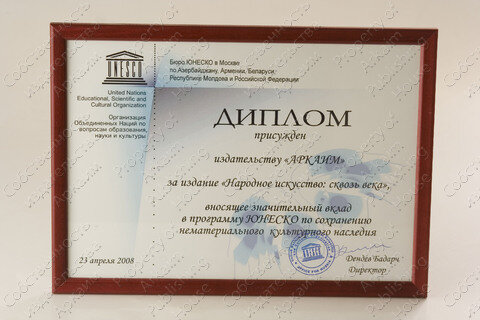 UNESCO
United Nations
Educational, Scientific and
Cultural Organization
Организация
Объединенных Наций по
вопросам образования,
науки и культуры
Бюро ЮНЕСКО в Москве
по Азербайджану, Армении, Беларуси,
Республике Молдова и Российской Федерации
ДИПЛОМ
присужден
издательству «АРКАИМ»
за издание «Народное искусство: сквозь века»,
вносящее значительный вклад
в программу ЮНЕСКО по сохранению
нематериального культурного наследия
23 апреля 2008
Дендев Бадарч
Директор